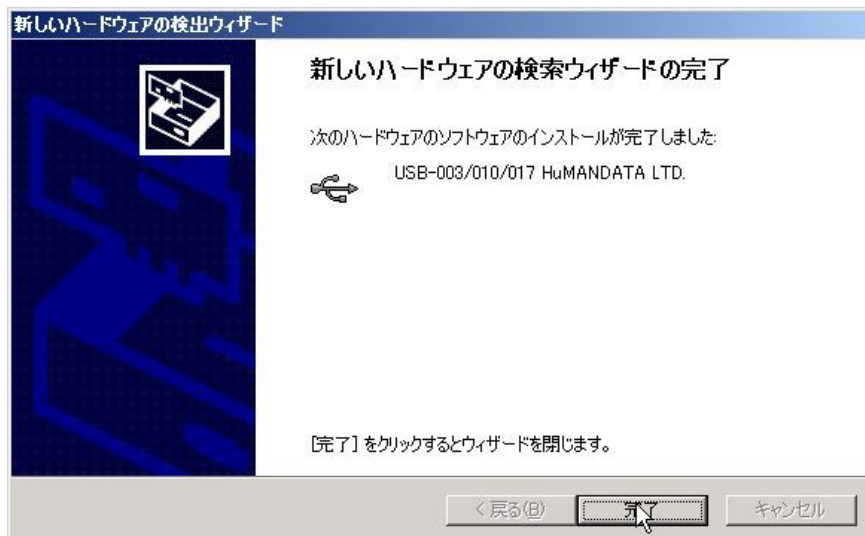 新しいハードウェアの検出ウィザード
新しいハードウェアの検索ウィザードの完了
次のハードウェアのソフトウェアのインストールが完了しました:
USB-003/010/017 HuMANDATA LTD.
[完了] をクリックするとウィザードを閉じます。
< 戻る(B)
完了
キャンセル